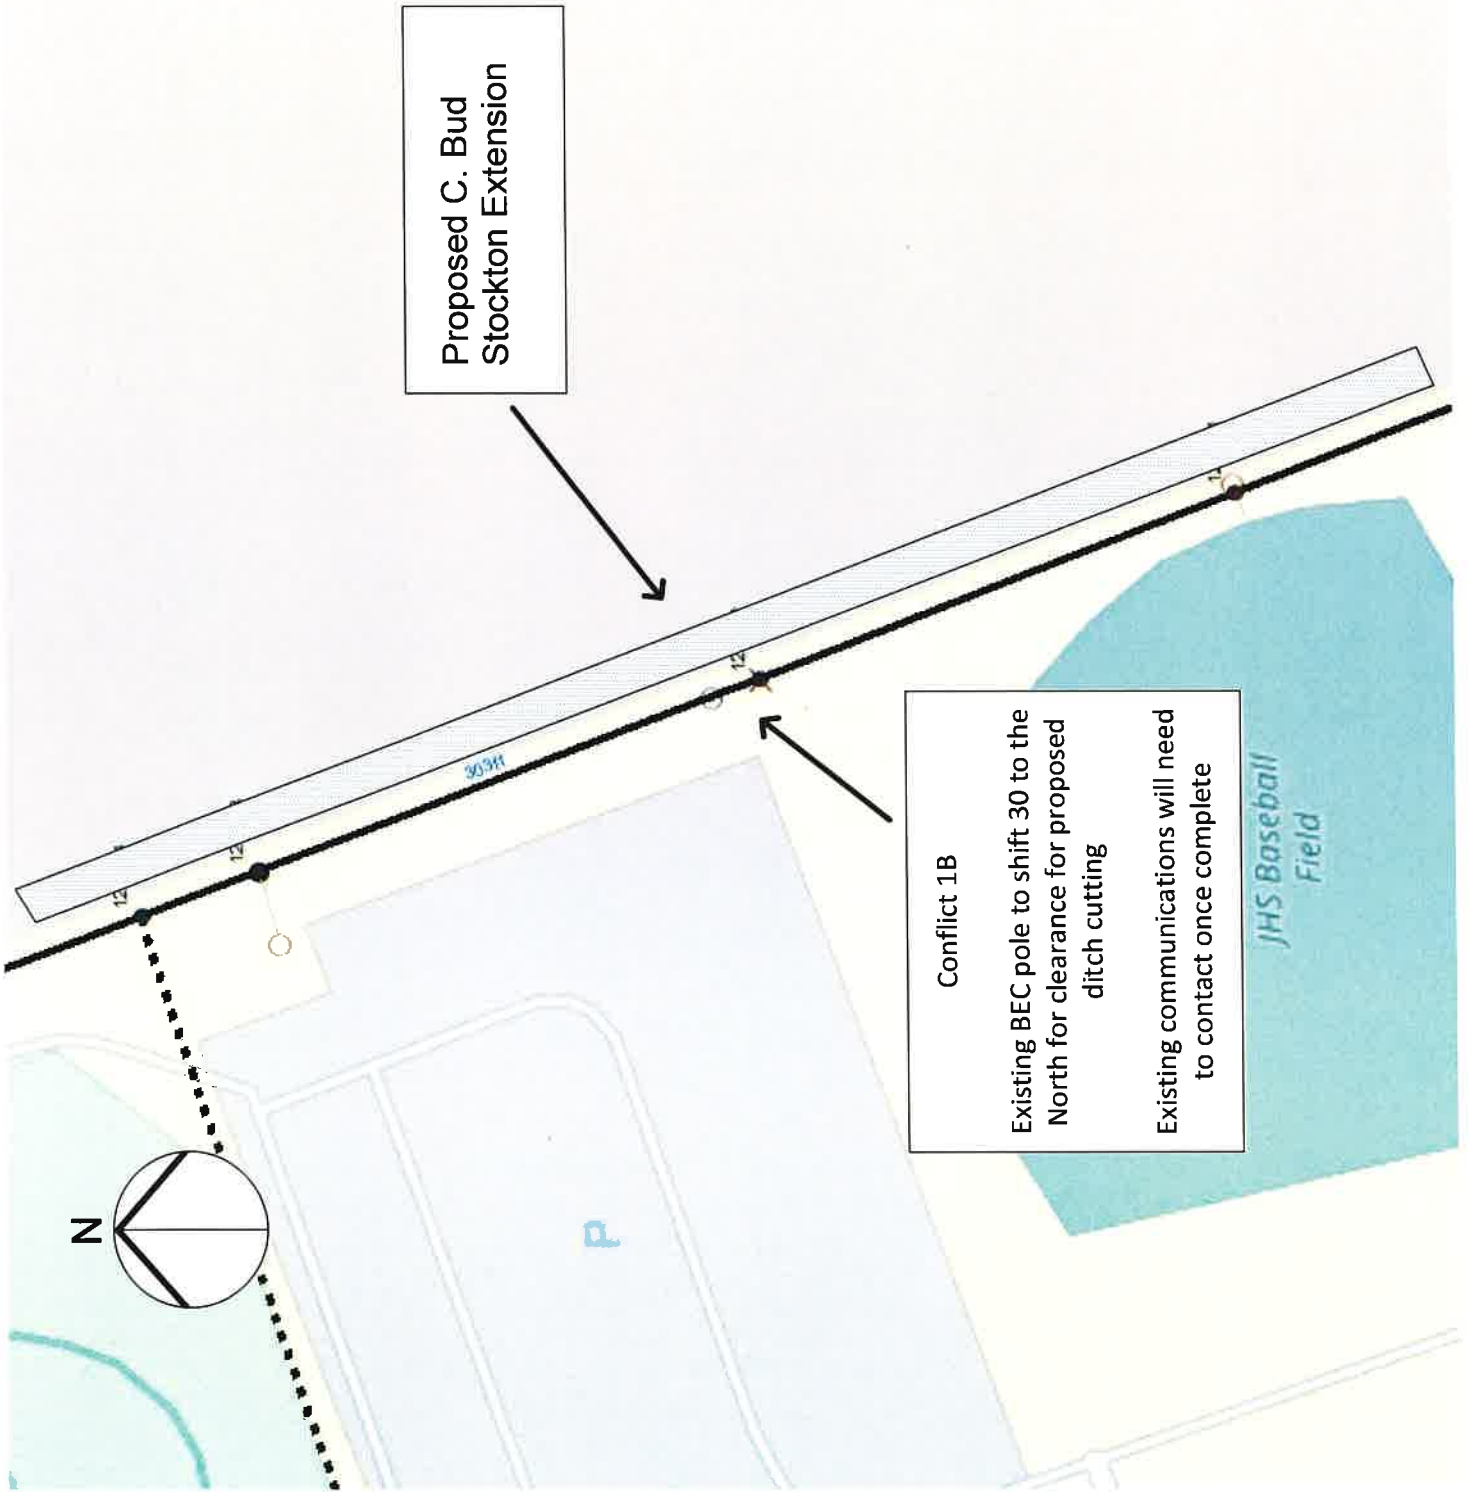 Proposed C. Bud
Stockton Extension
N
30311
P
Conflict 1B
Existing BEC pole to shift 30 to the
North for clearance for proposed
ditch cutting
Existing communications will need
to contact once complete
JHS Baseball
Field
12
12
12
12